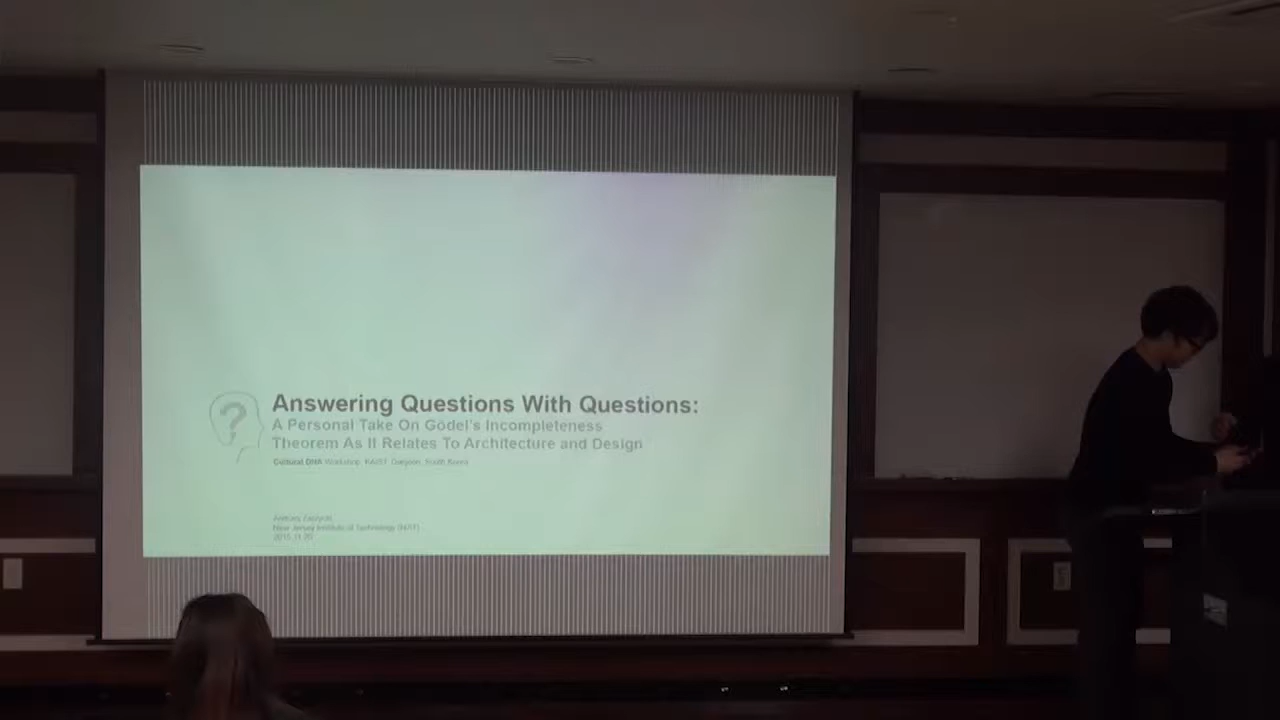 ?
Answering Questions With Questions:
A Personal Take On Gödel's Incompleteness
Theorem As It Relates To Architecture and Design
Cultural DNA Workshop, KAIST, Daejeon, South Korea
New Jersey Institute of Technology (NJIT)